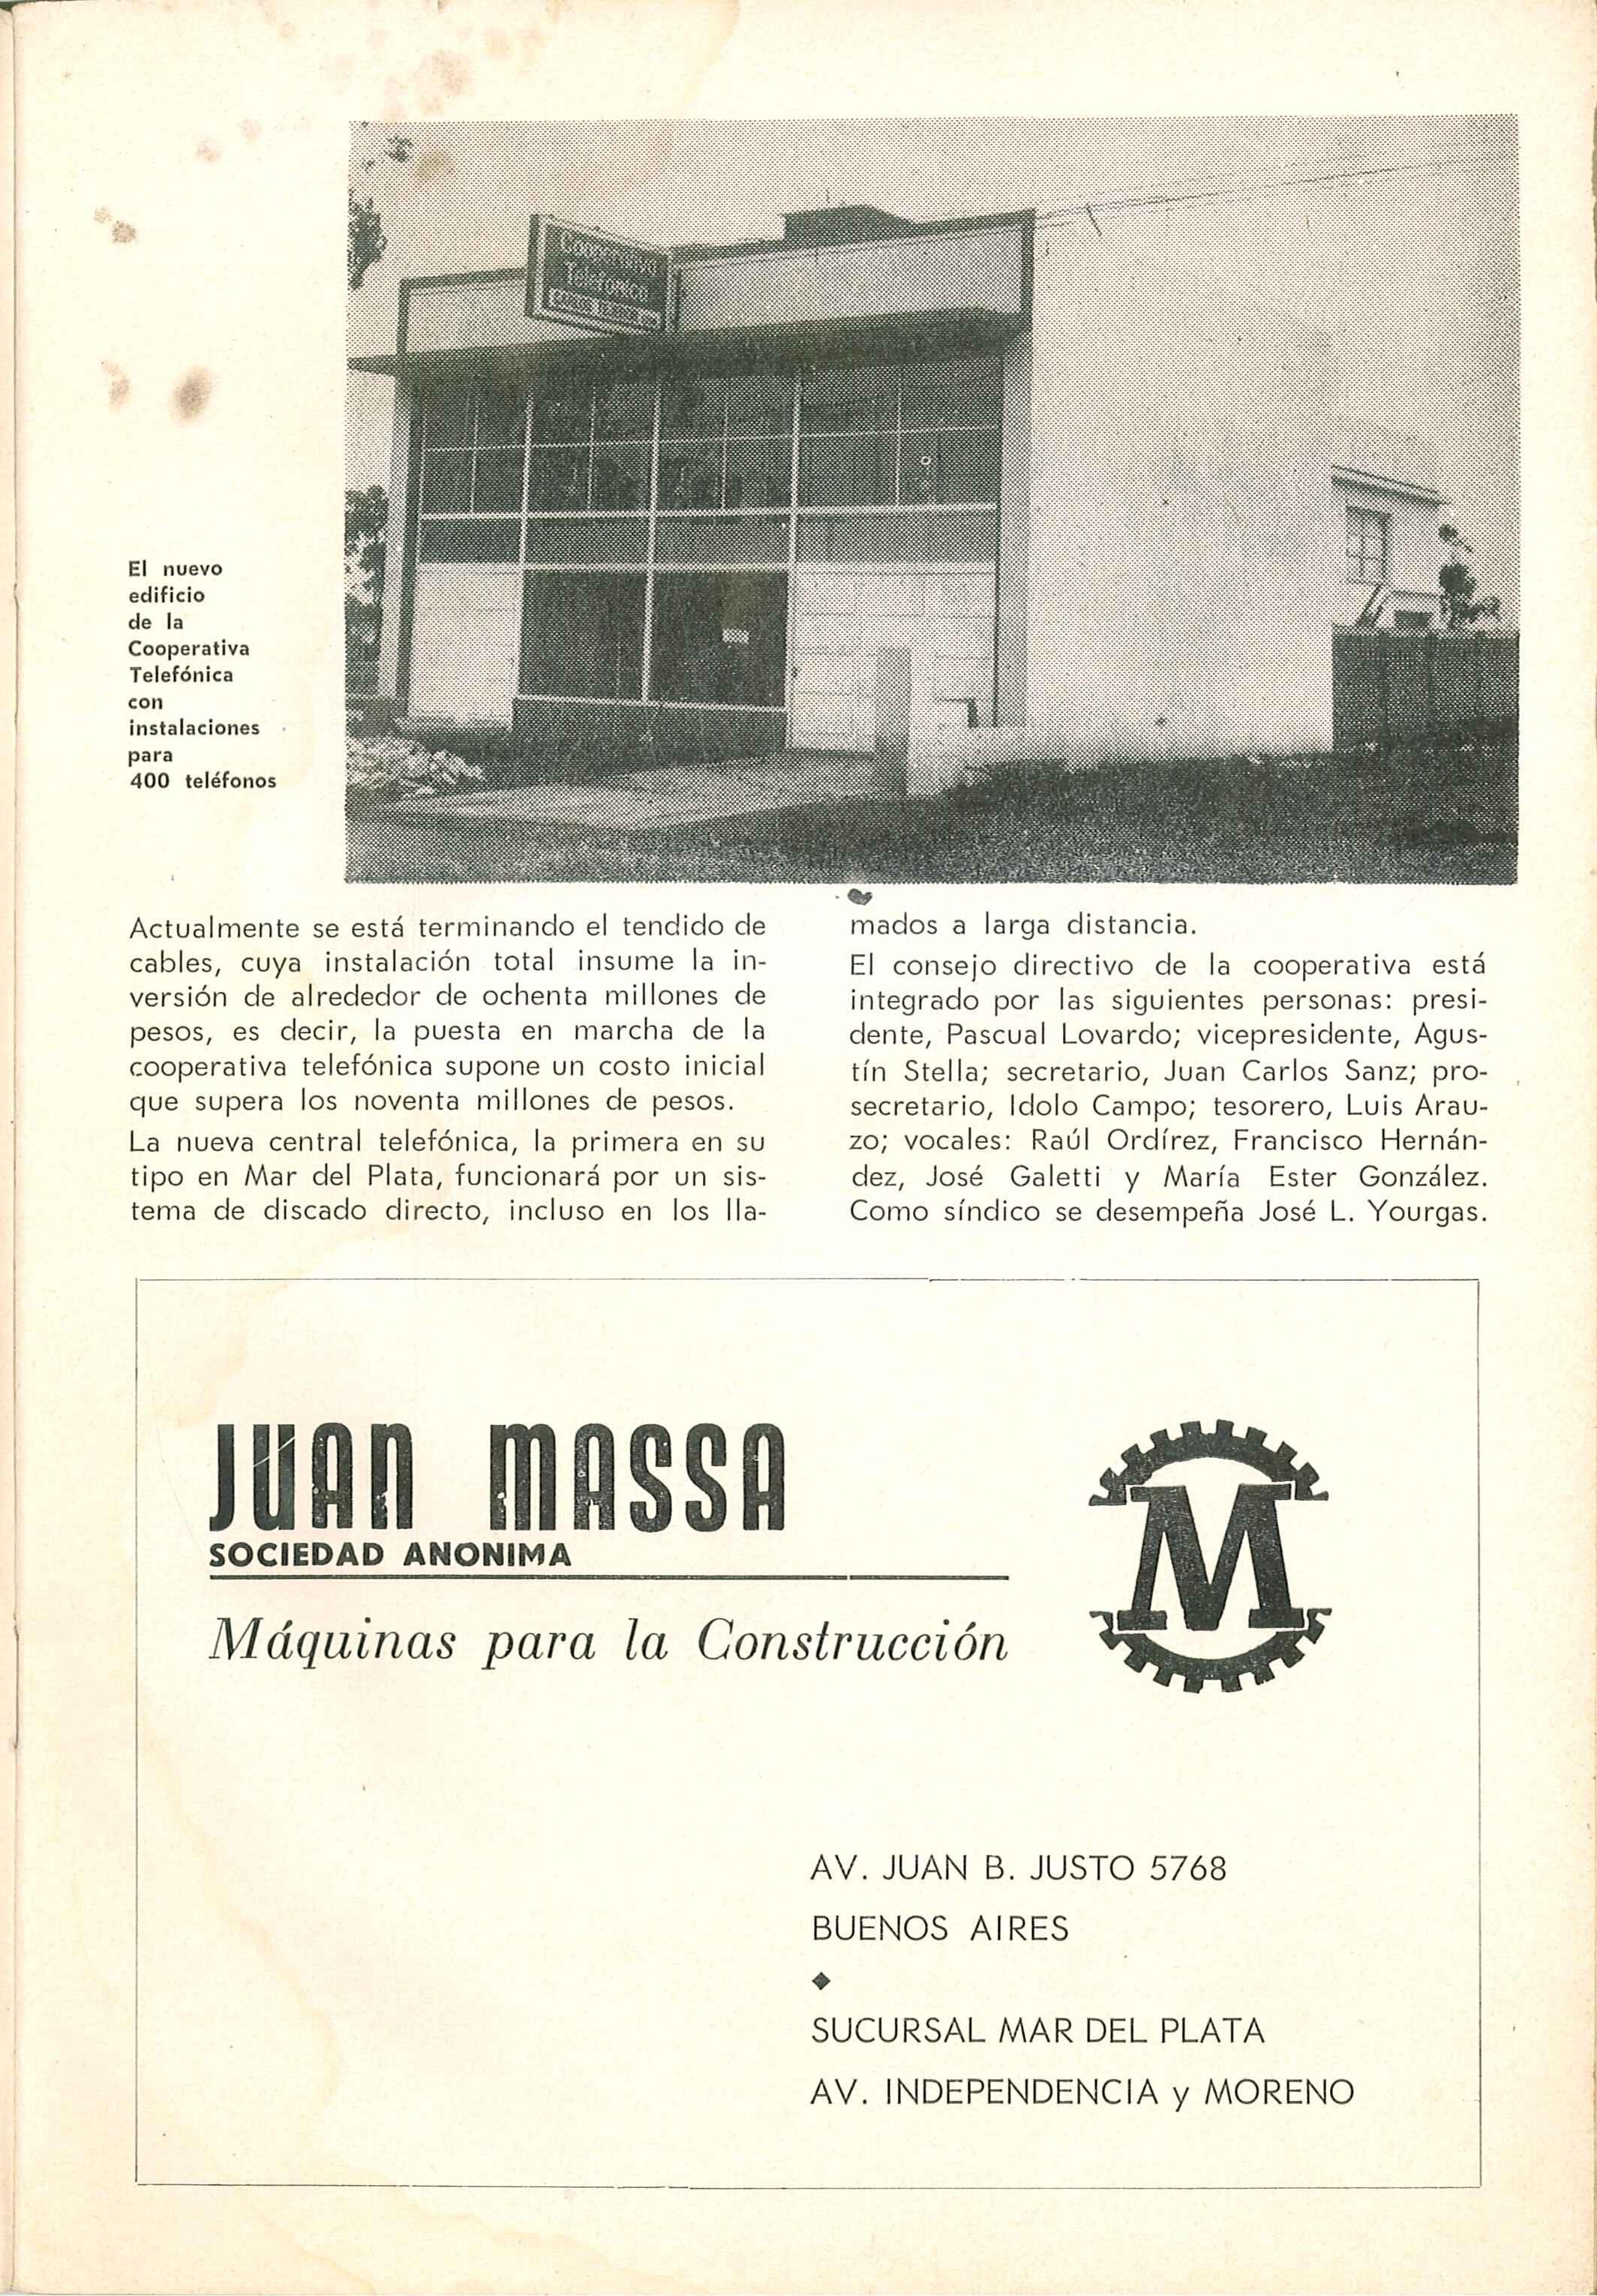 Cooperativa
Telefónica
El nuevo
edificio
de la
Cooperativa
Telefónica
con
instalaciones
para
400 teléfonos
Actualmente se está terminando el tendido de
cables, cuya instalación total insume la in-
versión de alrededor de ochenta millones de
pesos, es decir, la puesta en marcha de la
cooperativa telefónica supone un costo inicial
que supera los noventa millones de pesos.
La nueva central telefónica, la primera en su
tipo en Mar del Plata, funcionará por un sis-
tema de discado directo, incluso en los lla-
mados a larga distancia.
El consejo directivo de la cooperativa está
integrado por las siguientes personas: presi-
dente, Pascual Lovardo; vicepresidente, Agus-
tín Stella; secretario, Juan Carlos Sanz; pro-
secretario, Idolo Campo; tesorero, Luis Arau-
zo; vocales: Raúl Ordírez, Francisco Hernán-
dez, José Galetti y María Ester González.
Como síndico se desempeña José L. Yourgas.
JUAN MASSA
SOCIEDAD ANONIMA
Máquinas para la Construcción
M
AV. JUAN B. JUSTO 5768
BUENOS AIRES
SUCURSAL MAR DEL PLATA
AV. INDEPENDENCIA y MORENO